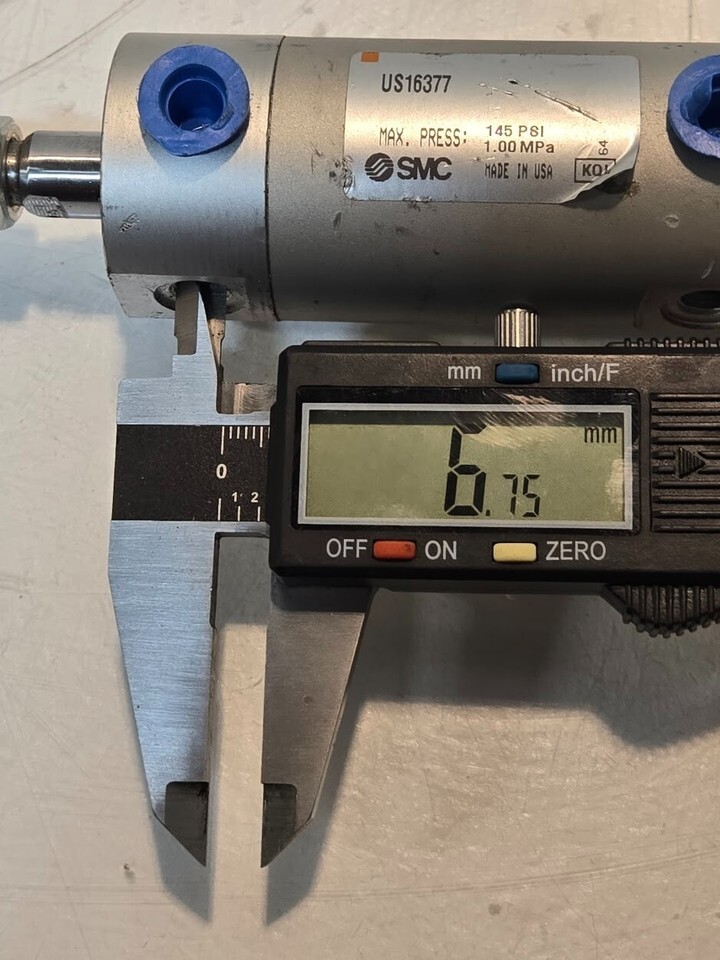 US16377
MAX. PRESS: 145 PSI
1.00 MPa
SMC MADE IN USA
64
mm inch/F
mm
6.75
0
1 2
OFF ON ZERO